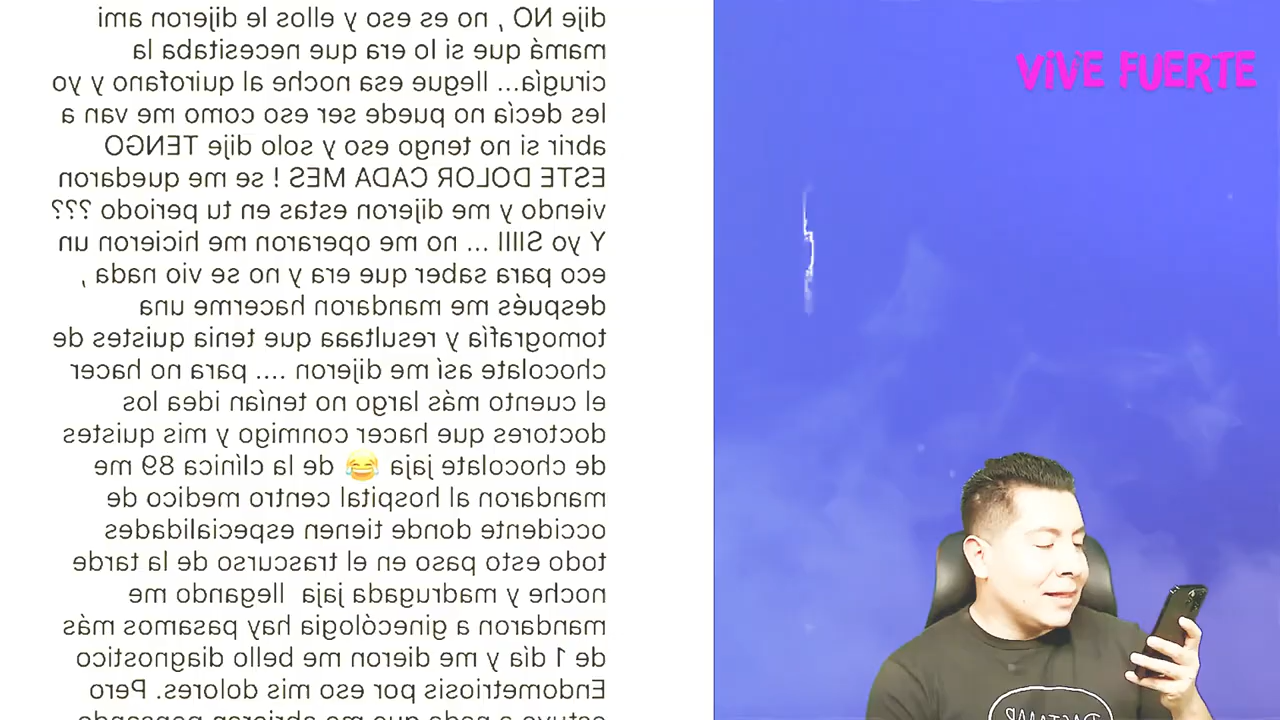 dije NO , no es eso y ellos le dijeron ami
mamá que si lo era que necesitaba la
cirugía... llegue esa noche al quirofano y yo
les decía no puede ser eso como me van a
abrir si no tengo eso y solo dije TENGO
ESTE DOLOR CADA MES ! se me quedaron
viendo y me dijeron estas en tu periodo ???
Y yo SIIII ... no me operaron me hicieron un
eco para saber que era y no se vio nada ,
después me mandaron hacerme una
tomografía y resultaaa que tenia quistes de
chocolate así me dijeron .... para no hacer
el cuento más largo no tenían idea los
doctores que hacer conmigo y mis quistes
de chocolate jaja 😂 de la clínica 89 me
mandaron al hospital centro medico de
occidente donde tienen especialidades
todo esto paso en el trascurso de la tarde
noche y madrugada jaja llegando me
mandaron a ginecólogia hay pasamos más
de 1 día y me dieron me bello diagnostico
Endometriosis por eso mis dolores. Pero
estuvo a nada que me abrieran pensando
VIVE FUERTE